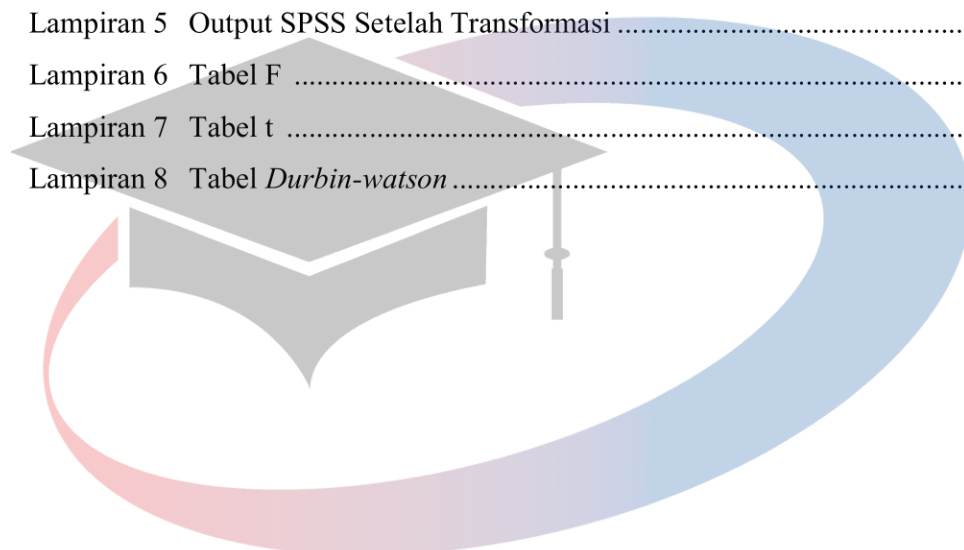 Lampiran 5 Output SPSS Setelah Transformasi ................................................
Lampiran 6 Tabel F ................................................................................................
Lampiran 7 Tabel t .................................................................................................
Lampiran 8 Tabel Durbin-watson ........................................................................